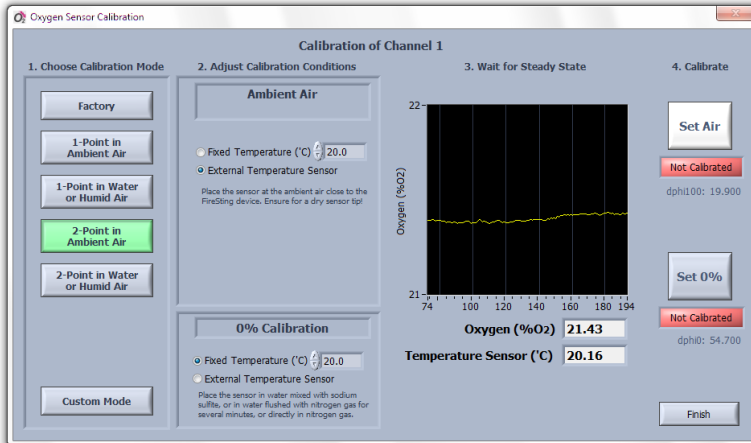 Oxygen Sensor Calibration
Calibration of Channel 1
1. Choose Calibration Mode
Factory
1-Point in
Ambient Air
1-Point in Water
or Humid Air
2-Point in
Ambient Air
2-Point in Water
or Humid Air
Custom Mode
2. Adjust Calibration Conditions
Ambient Air
Fixed Temperature (˚C) 20.0
External Temperature Sensor
Place the sensor at the ambient air close to the
FireSting device. Ensure for a dry sensor tip!
0% Calibration
Fixed Temperature (˚C) 20.0
External Temperature Sensor
Place the sensor in water mixed with sodium
sulfite, or in water flushed with nitrogen gas for
several minutes, or directly in nitrogen gas.
3. Wait for Steady State
22
Oxygen (%O2)
21
74 100 120 140 160 180 194
Oxygen (%O2) 21.43
Temperature Sensor (˚C) 20.16
4. Calibrate
Set Air
Not Calibrated
dphi100: 19.900
Set 0%
Not Calibrated
dphi0: 54.700
Finish